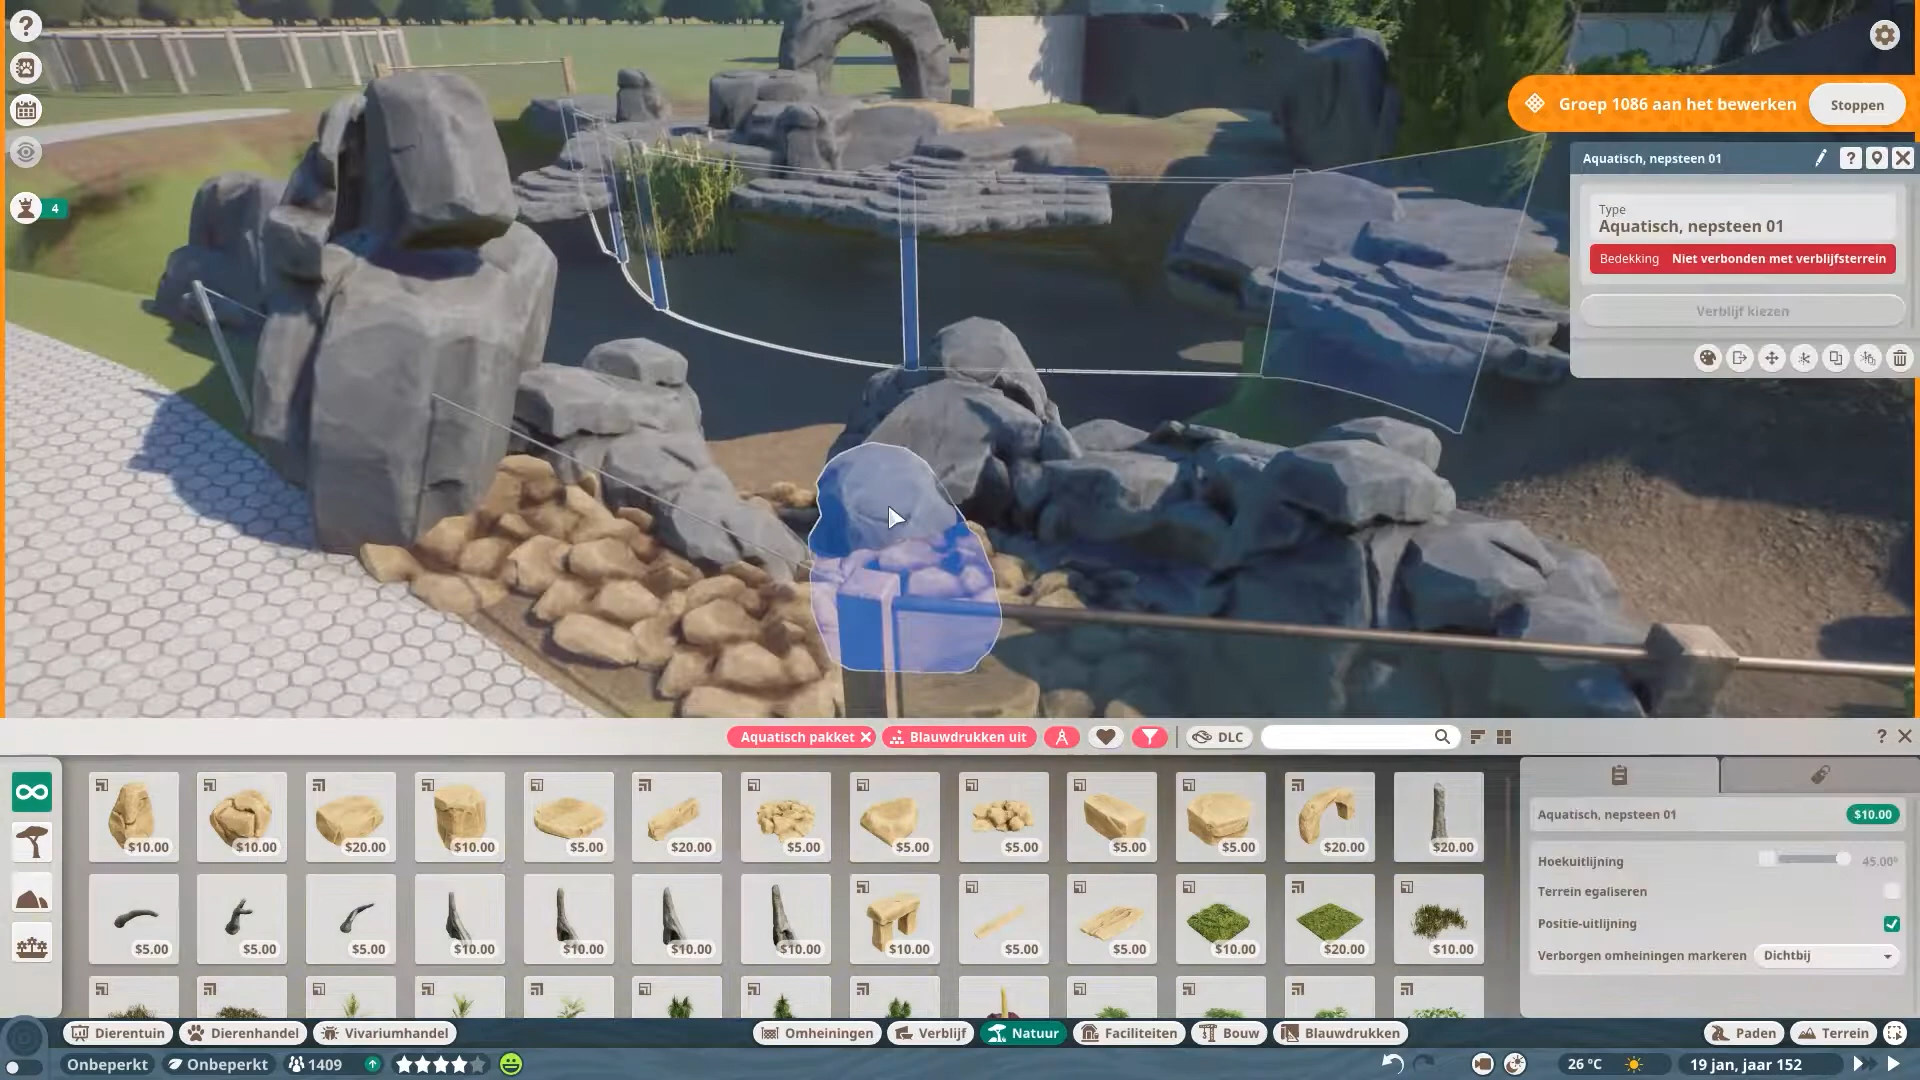 4
Groep 1086 aan het bewerken
Stoppen
Aquatisch, nepsteen 01
?
Type
Aquatisch, nepsteen 01
Bedekking Niet verbonden met verblijfsterrein
Verblijf kiezen
Aquatisch pakket
Blauwdrukken uit
DLC
?
$10.00 $10.00 $20.00 $10.00 $5.00 $20.00 $5.00 $5.00 $5.00 $5.00 $5.00 $20.00 $20.00
$5.00 $5.00 $5.00 $10.00 $10.00 $10.00 $10.00 $10.00 $5.00 $5.00 $10.00 $20.00 $10.00
Aquatisch, nepsteen 01 $10.00
Hoekuitlijning 45.00°
Terrein egaliseren
Positie-uitlijning
Verborgen omheiningen markeren Dichtbij
Dierentuin Dierenhandel Vivariumhandel Omheiningen Verblijf Natuur Faciliteiten Bouw Blauwdrukken Paden Terrein
Onbeperkt Onbeperkt 1409 26 °C 19 jan, jaar 152